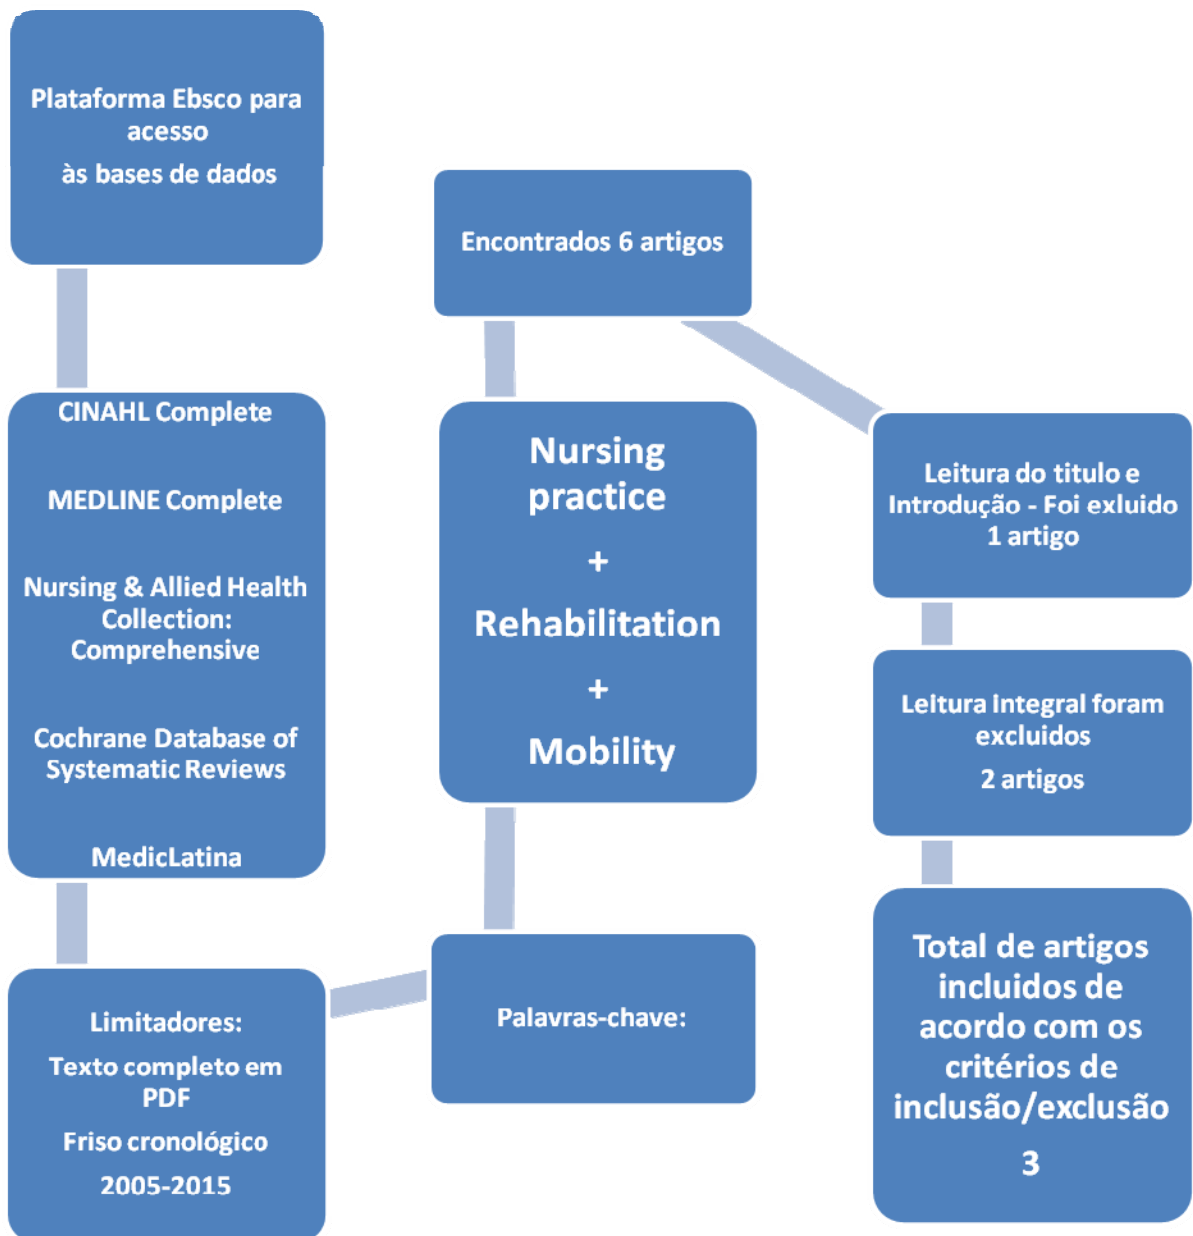 Plataforma Ebsco para
acesso
às bases de dados
CINAHL Complete
MEDLINE Complete
Nursing & Allied Health
Collection:
Comprehensive
Cochrane Database of
Systematic Reviews
MedicLatina
Limitadores:
Texto completo em
PDF
Friso cronológico
2005-2015
Palavras-chave:
Nursing
practice
+
Rehabilitation
+
Mobility
Encontrados 6 artigos
Leitura do titulo e
Introdução - Foi exluido
1 artigo
Leitura integral foram
excluidos
2 artigos
Total de artigos
incluidos de
acordo com os
critérios de
inclusão/exclusão
3